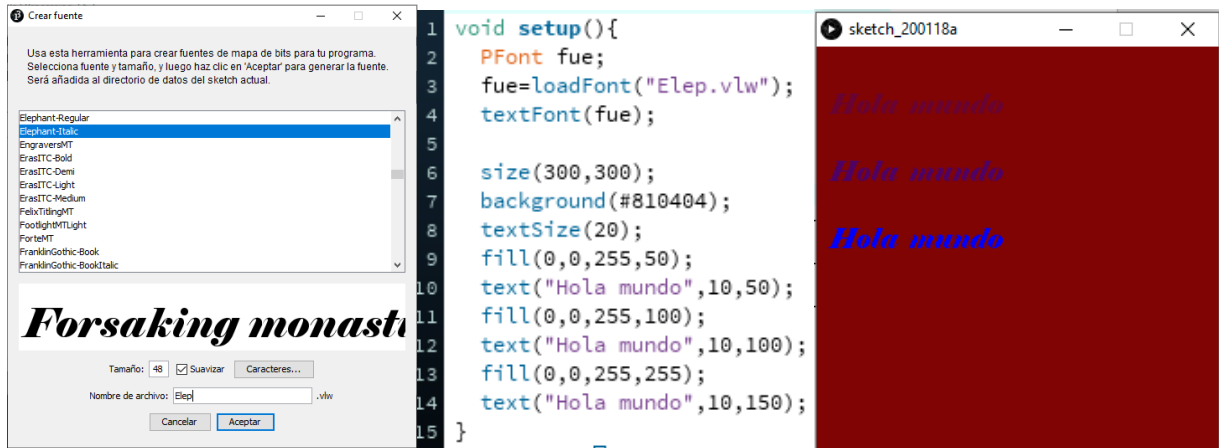 Crear fuente
Usa esta herramienta para crear fuentes de mapa de bits para tu programa.
Selecciona fuente y tamaño, y luego haz clic en 'Aceptar' para generar la fuente.
Será añadida al directorio de datos del sketch actual.
Elephant-Regular
Elephant-Italic
EngraversMT
ErasITC-Bold
ErasITC-Demi
ErasITC-Light
ErasITC-Medium
FelixTitlingMT
FootlightMTLight
ForteMT
FranklinGothic-Book
FranklinGothic-BookItalic
Forsaking monast
Tamaño: 48 Suavizar Caracteres...
Nombre de archivo: Elep .vlw
Cancelar Aceptar
1 void setup(){
2 PFont fue;
3 fue=loadFont("Elep.vlw");
4 textFont(fue);
5
6 size(300,300);
7 background(#810404);
8 textSize(20);
9 fill(0,0,255,50);
10 text("Hola mundo",10,50);
11 fill(0,0,255,100);
12 text("Hola mundo",10,100);
13 fill(0,0,255,255);
14 text("Hola mundo",10,150);
15 }
sketch_200118a
Hola mundo
Hola mundo
Hola mundo